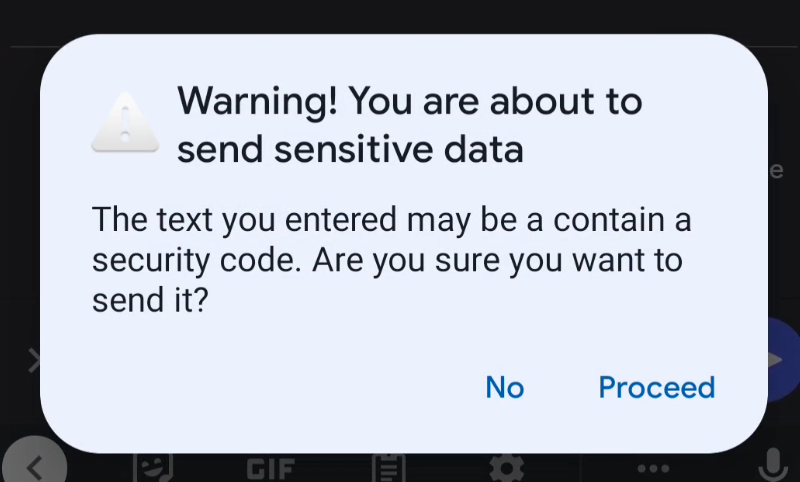 Warning! You are about to
send sensitive data
e
The text you entered may be a contain a
security code. Are you sure you want to
send it?
No Proceed
GIF